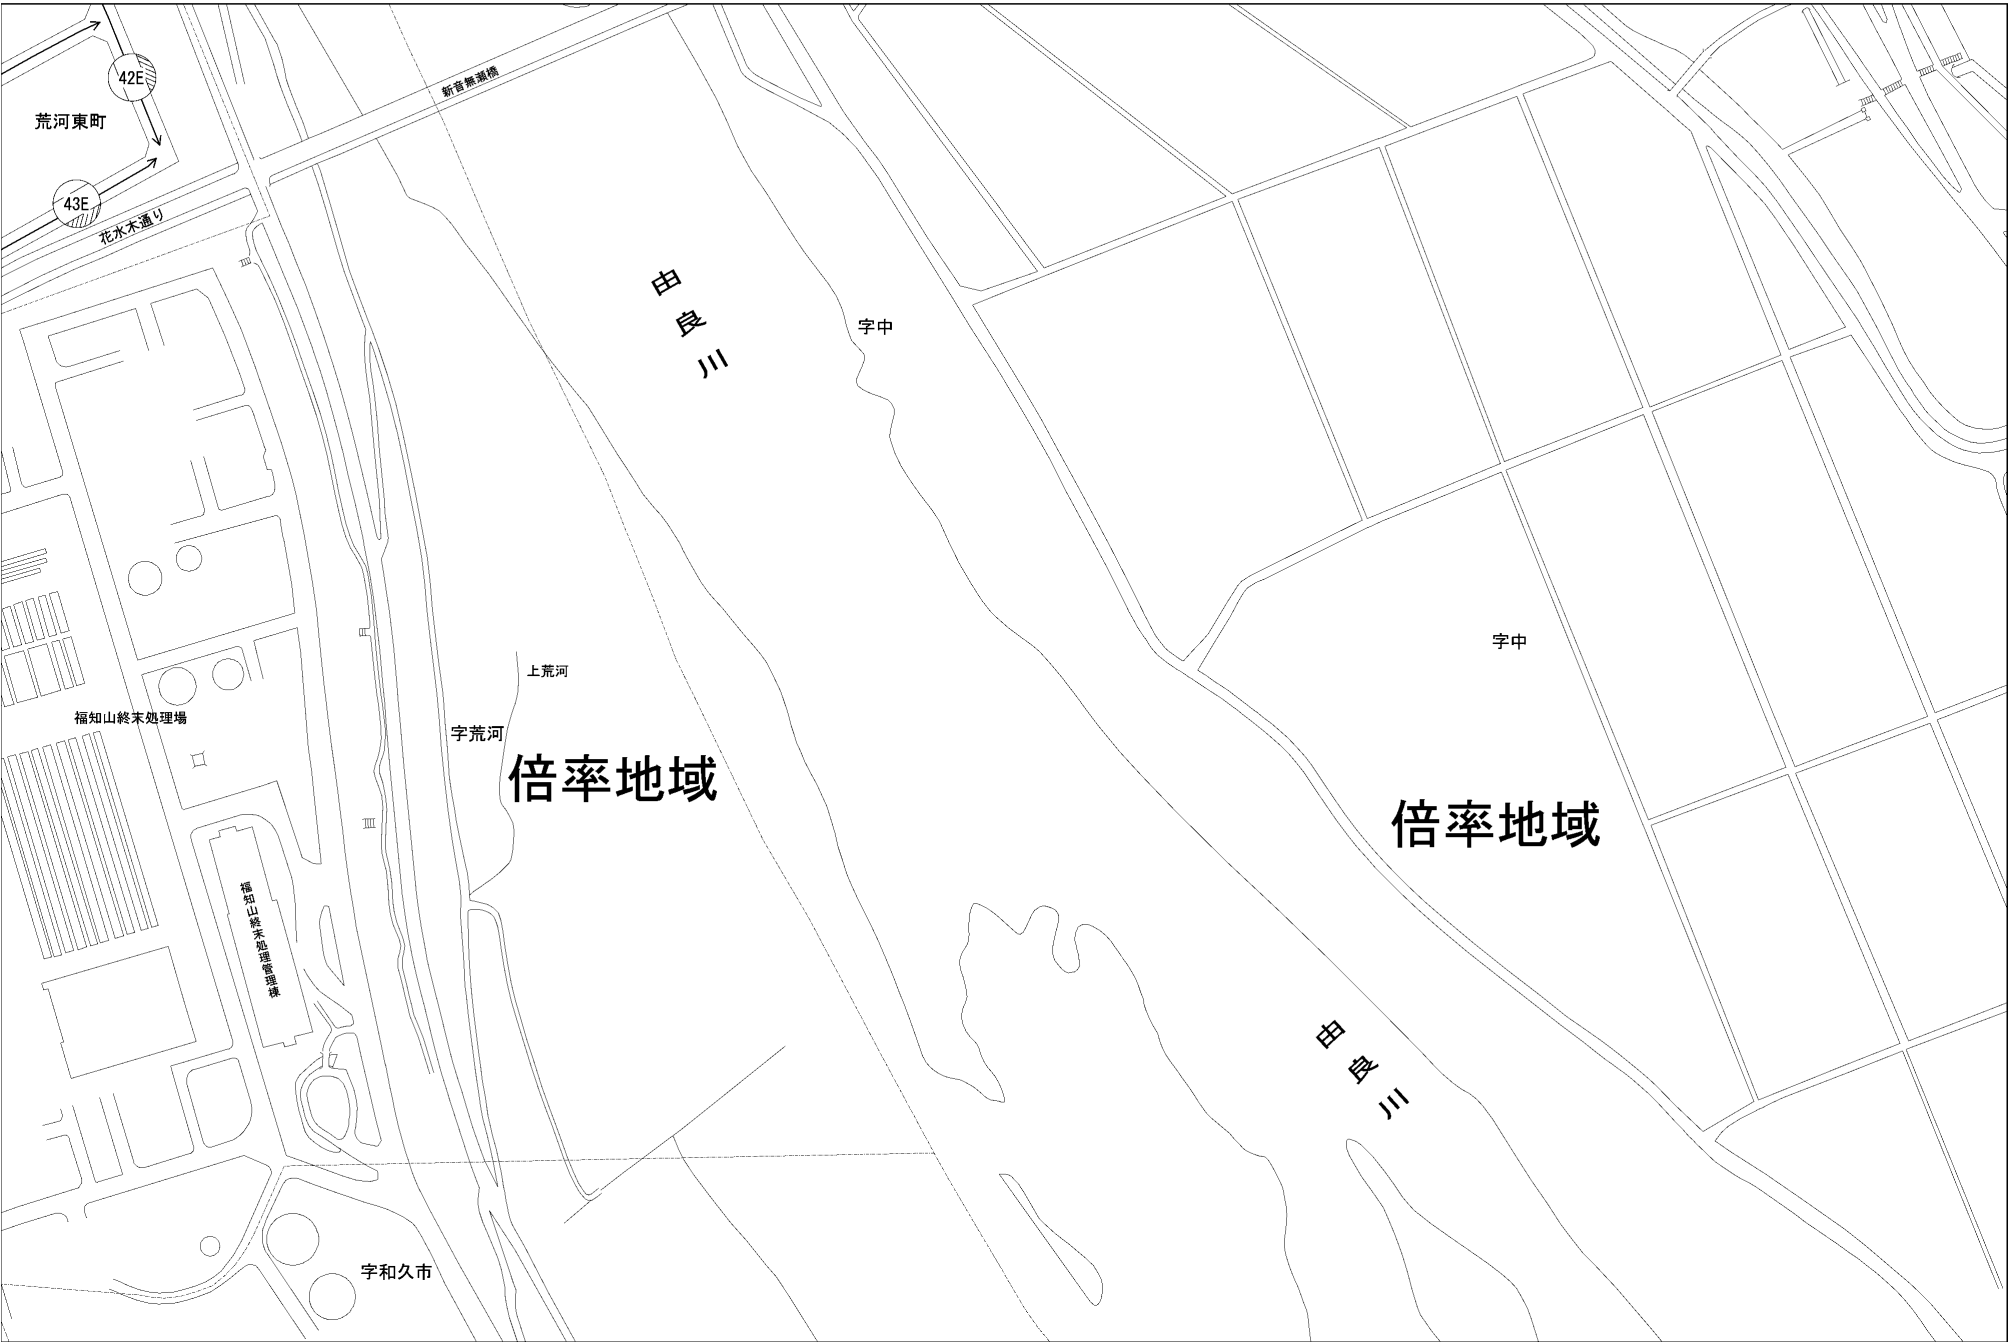 42E
新音無瀬橋
荒河東町
43E
花水木通り
由良川
字中
字中
上荒河
福知山終末処理場
字荒河
倍率地域
倍率地域
福知山終末処理管理棟
由良川
字和久市